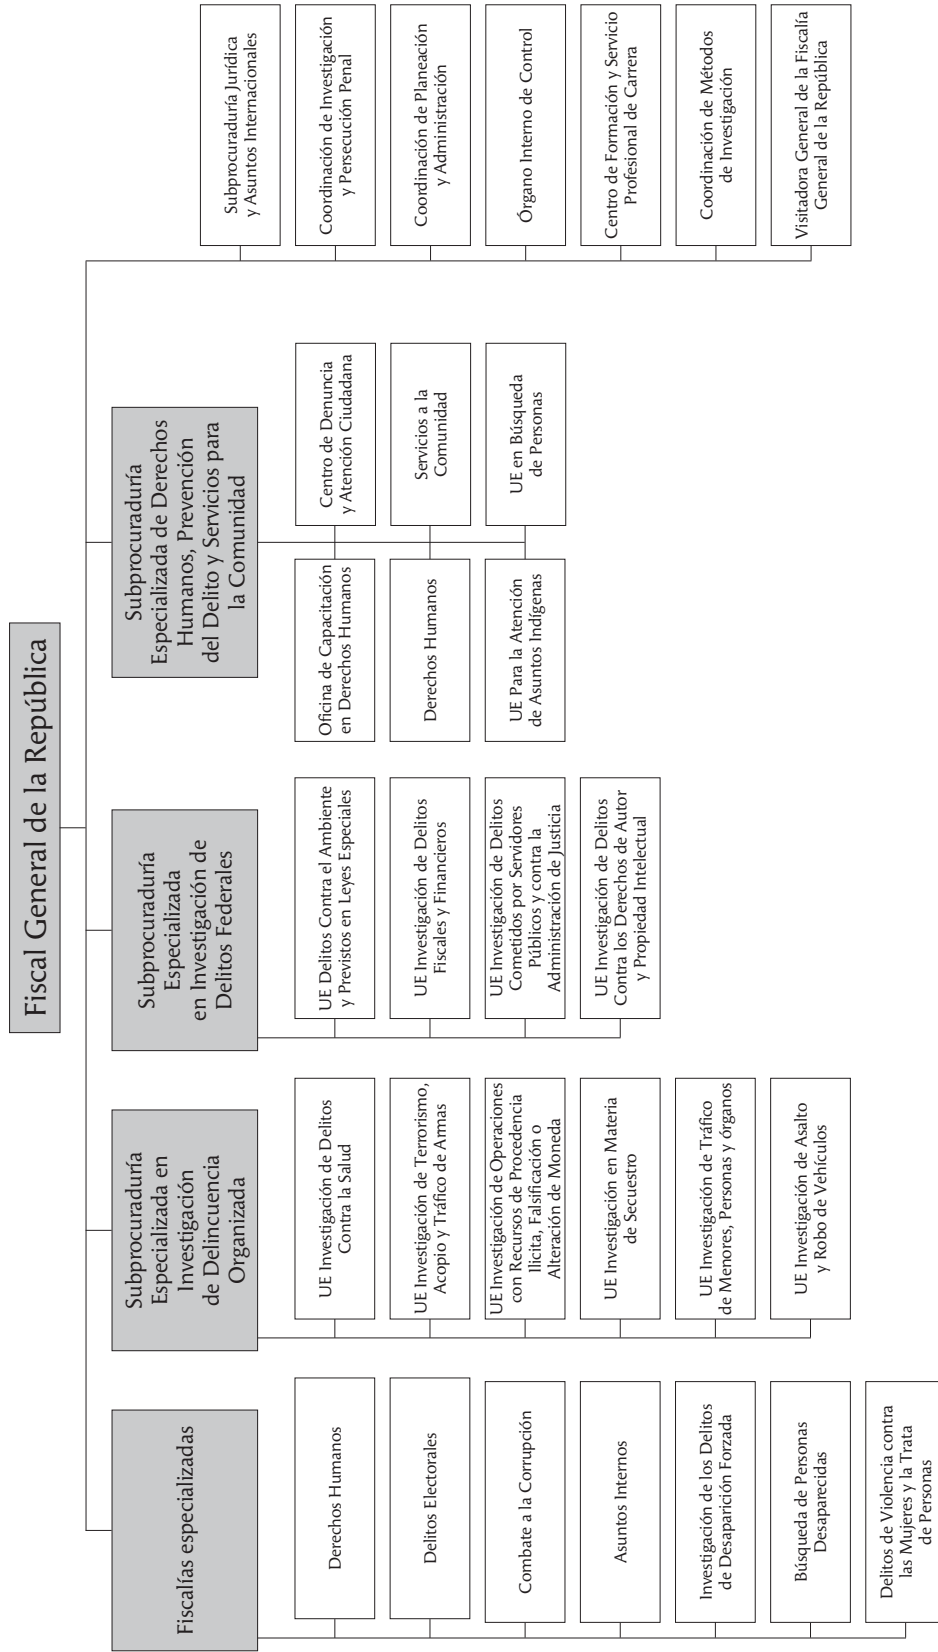 Fiscal General de la República
Fiscalías especializadas
Derechos Humanos
Delitos Electorales
Combate a la Corrupción
Asuntos Internos
Investigación de los Delitos
de Desaparición Forzada
Búsqueda de Personas
Desaparecidas
Delitos de Violencia contra
las Mujeres y la Trata
de Personas
Subprocuraduría
Especializada en
Investigación
de Delincuencia
Organizada
UE Investigación de Delitos
Contra la Salud
UE Investigación de Terrorismo,
Acopio y Tráfico de Armas
UE Investigación de Operaciones
con Recursos de Procedencia
Ilicita, Falsificación o
Alteración de Moneda
UE Investigación en Materia
de Secuestro
UE Investigación de Tráfico
de Menores, Personas y órganos
UE Investigación de Asalto
y Robo de Vehículos
Subprocuraduría
Especializada
en Investigación de
Delitos Federales
UE Delitos Contra el Ambiente
y Previstos en Leyes Especiales
UE Investigación de Delitos
Fiscales y Financieros
UE Investigación de Delitos
Cometidos por Servidores
Públicos y contra la
Administración de Justicia
UE Investigación de Delitos
Contra los Derechos de Autor
y Propiedad Intelectual
Subprocuraduría
Especializada de Derechos
Humanos, Prevención
del Delito y Servicios para
la Comunidad
Oficina de Capacitación
en Derechos Humanos
Centro de Denuncia
y Atención Ciudadana
Derechos Humanos
Servicios a la
Comunidad
UE Para la Atención
de Asuntos Indígenas
UE en Búsqueda
de Personas
Subprocuraduría Jurídica
y Asuntos Internacionales
Coordinación de Investigación
y Persecución Penal
Coordinación de Planeación
y Administración
Órgano Interno de Control
Centro de Formación y Servicio
Profesional de Carrera
Coordinación de Métodos
de Investigación
Visitadora General de la Fiscalía
General de la República